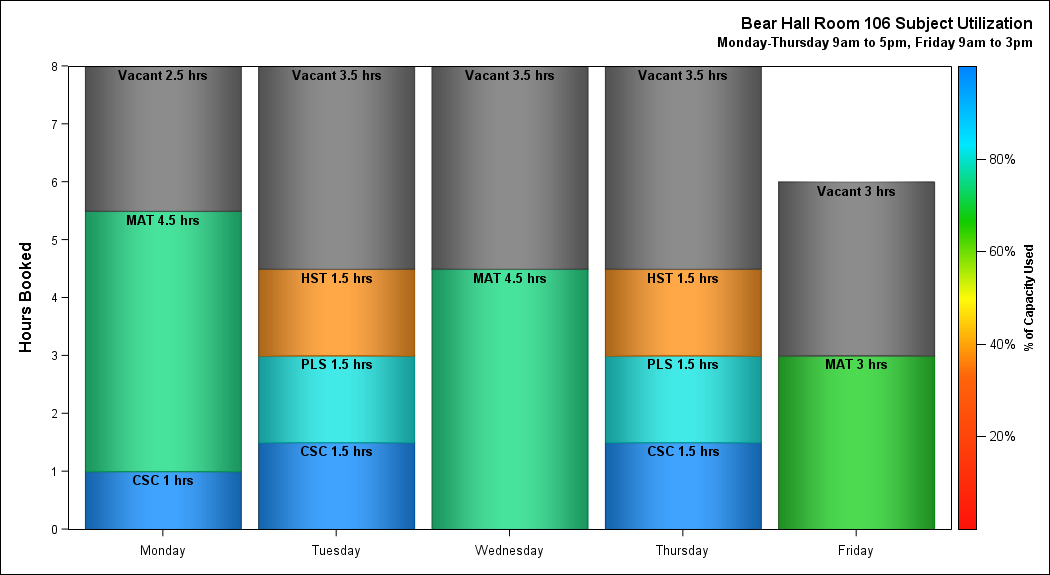 Bear Hall Room 106 Subject Utilization
Monday-Thursday 9am to 5pm, Friday 9am to 3pm
Hours Booked
8
7
6
5
4
3
2
1
0
Vacant 2.5 hrs
MAT 4.5 hrs
CSC 1 hrs
Vacant 3.5 hrs
HST 1.5 hrs
PLS 1.5 hrs
CSC 1.5 hrs
Vacant 3.5 hrs
MAT 4.5 hrs
Vacant 3.5 hrs
HST 1.5 hrs
PLS 1.5 hrs
CSC 1.5 hrs
Vacant 3 hrs
MAT 3 hrs
Monday
Tuesday
Wednesday
Thursday
Friday
80%
60%
40%
20%
% of Capacity Used